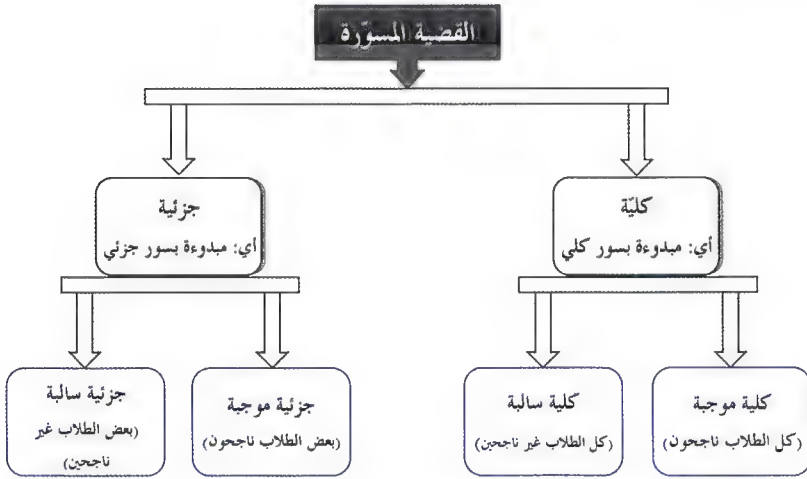 القضية المسوّرة
كليّة
أي: مبدوءة بسور كلي
جزئية
أي: مبدوءة بسور جزئي
كلية موجبة
(كل الطلاب ناجحون)
كلية سالبة
(كل الطلاب غير ناجحين)
جزئية موجبة
(بعض الطلاب ناجحون)
جزئية سالبة
(بعض الطلاب غير
ناجحين)